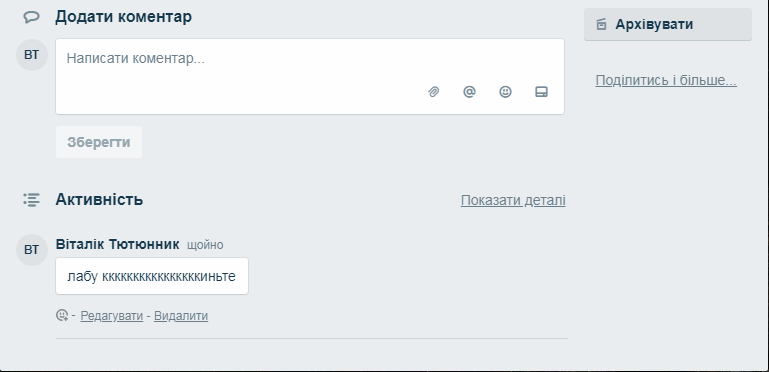 Додати коментар
Архівувати
ВТ
Написати коментар...
Поділитись і більше...
Зберегти
Активність
Показати деталі
ВТ
Віталік Тютюнник щойно
лабу кккккккккккккккккиньте
- Редагувати - Видалити